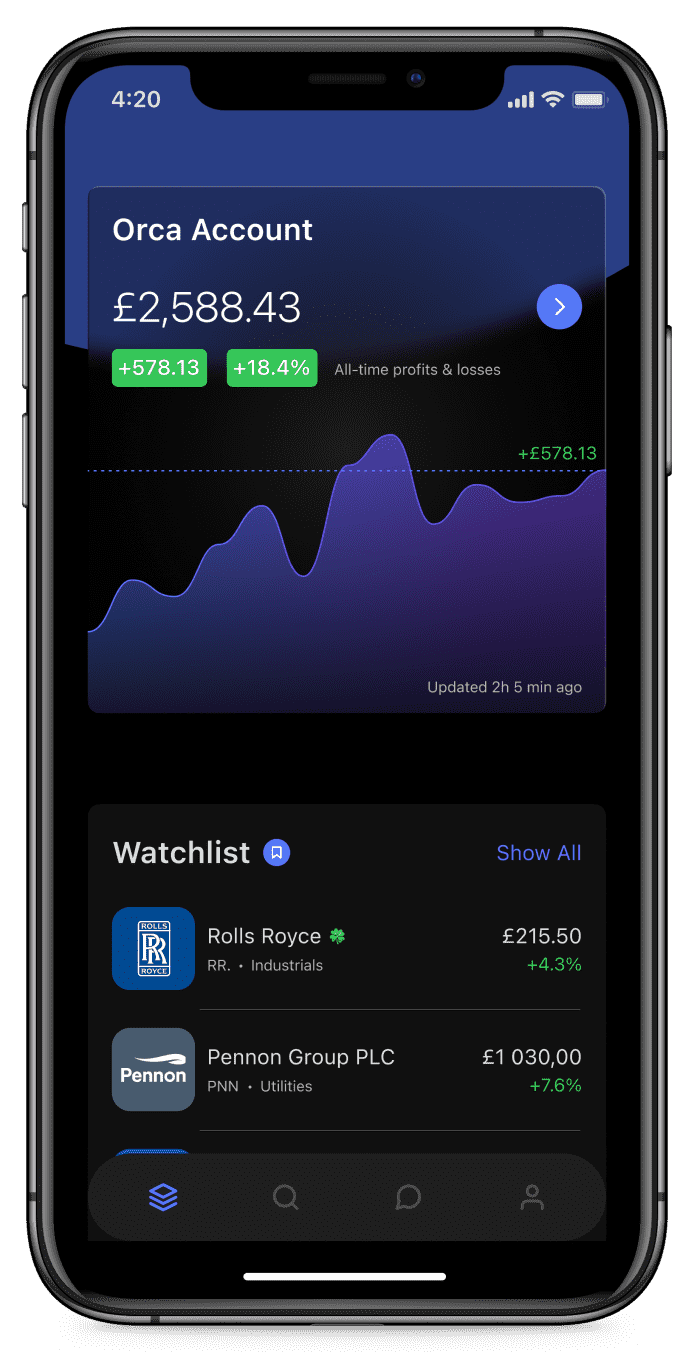 4:20
Orca Account
£2,588.43
+578.13 +18.4% All-time profits & losses
+£578.13
Updated 2h 5 min ago
Watchlist
Show All
ROLLS
RR
ROYCE
Rolls Royce
£215.50
RR. • Industrials
+4.3%
Pennon
Pennon Group PLC
£1 030,00
PNN • Utilities
+7.6%